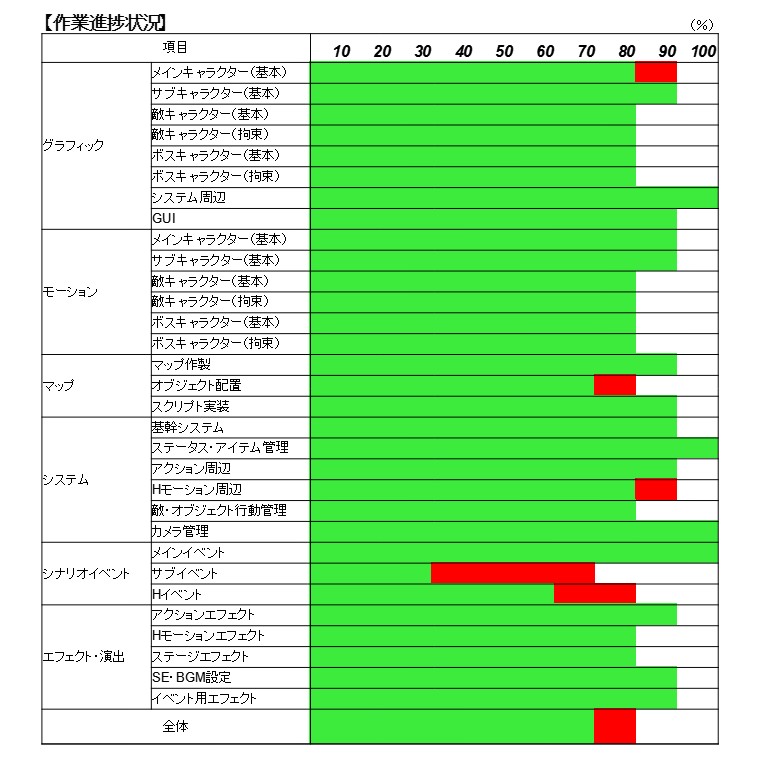 【作業進捗状況】
(%)
項目 10 20 30 40 50 60 70 80 90 100
グラフィック
メインキャラクター(基本)
サブキャラクター(基本)
敵キャラクター(基本)
敵キャラクター(拘束)
ボスキャラクター(基本)
ボスキャラクター(拘束)
システム周辺
GUI
モーション
メインキャラクター(基本)
サブキャラクター(基本)
敵キャラクター(基本)
敵キャラクター(拘束)
ボスキャラクター(基本)
ボスキャラクター(拘束)
マップ
マップ作製
オブジェクト配置
スクリプト実装
システム
基幹システム
ステータス・アイテム管理
アクション周辺
Hモーション周辺
敵・オブジェクト行動管理
カメラ管理
シナリオイベント
メインイベント
サブイベント
Hイベント
エフェクト・演出
アクションエフェクト
Hモーションエフェクト
ステージエフェクト
SE・BGM設定
イベント用エフェクト
全体